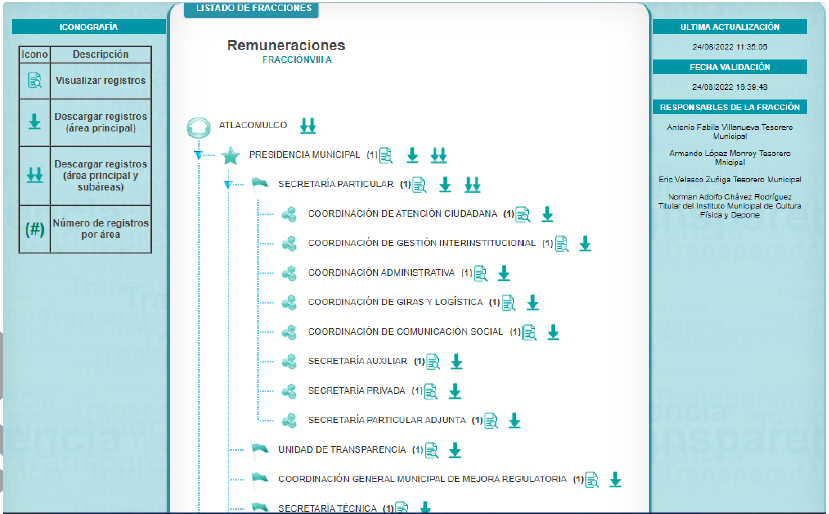 LISTADO DE FRACCIONES
ICONOGRAFÍA
Icono Descripción
Visualizar registros
Descargar registros
(área principal)
Descargar registros
(área principal y
subáreas)
(#) Número de registros
por área
Remuneraciones
FRACCIÓNVIII A
ATLACOMULCO
PRESIDENCIA MUNICIPAL (1)
SECRETARÍA PARTICULAR (1)
COORDINACIÓN DE ATENCIÓN CIUDADANA (1)
COORDINACIÓN DE GESTIÓN INTERINSTITUCIONAL (1)
COORDINACIÓN ADMINISTRATIVA (1)
COORDINACIÓN DE GIRAS Y LOGÍSTICA (1)
COORDINACIÓN DE COMUNICACIÓN SOCIAL (1)
SECRETARÍA AUXILIAR (1)
SECRETARÍA PRIVADA (1)
SECRETARÍA PARTICULAR ADJUNTA (1)
UNIDAD DE TRANSPARENCIA (1)
COORDINACIÓN GENERAL MUNICIPAL DE MEJORA REGULATORIA (1)
SECRETARÍA TÉCNICA (1)
ULTIMA ACTUALIZACIÓN
24/08/2022 11:35:05
FECHA VALIDACIÓN
24/08/2022 16:39:48
RESPONSABLES DE LA FRACCIÓN
Antonio Fabila Villanueva Tesorero
Municipal
Armando López Monroy Tesorero
Mnicipal
Eric Velasco Zuñiga Tesorero Municipal
Norman Adolfo Chávez Rodríguez
Titular del Instituto Municipal de Cultura
Física y Depone